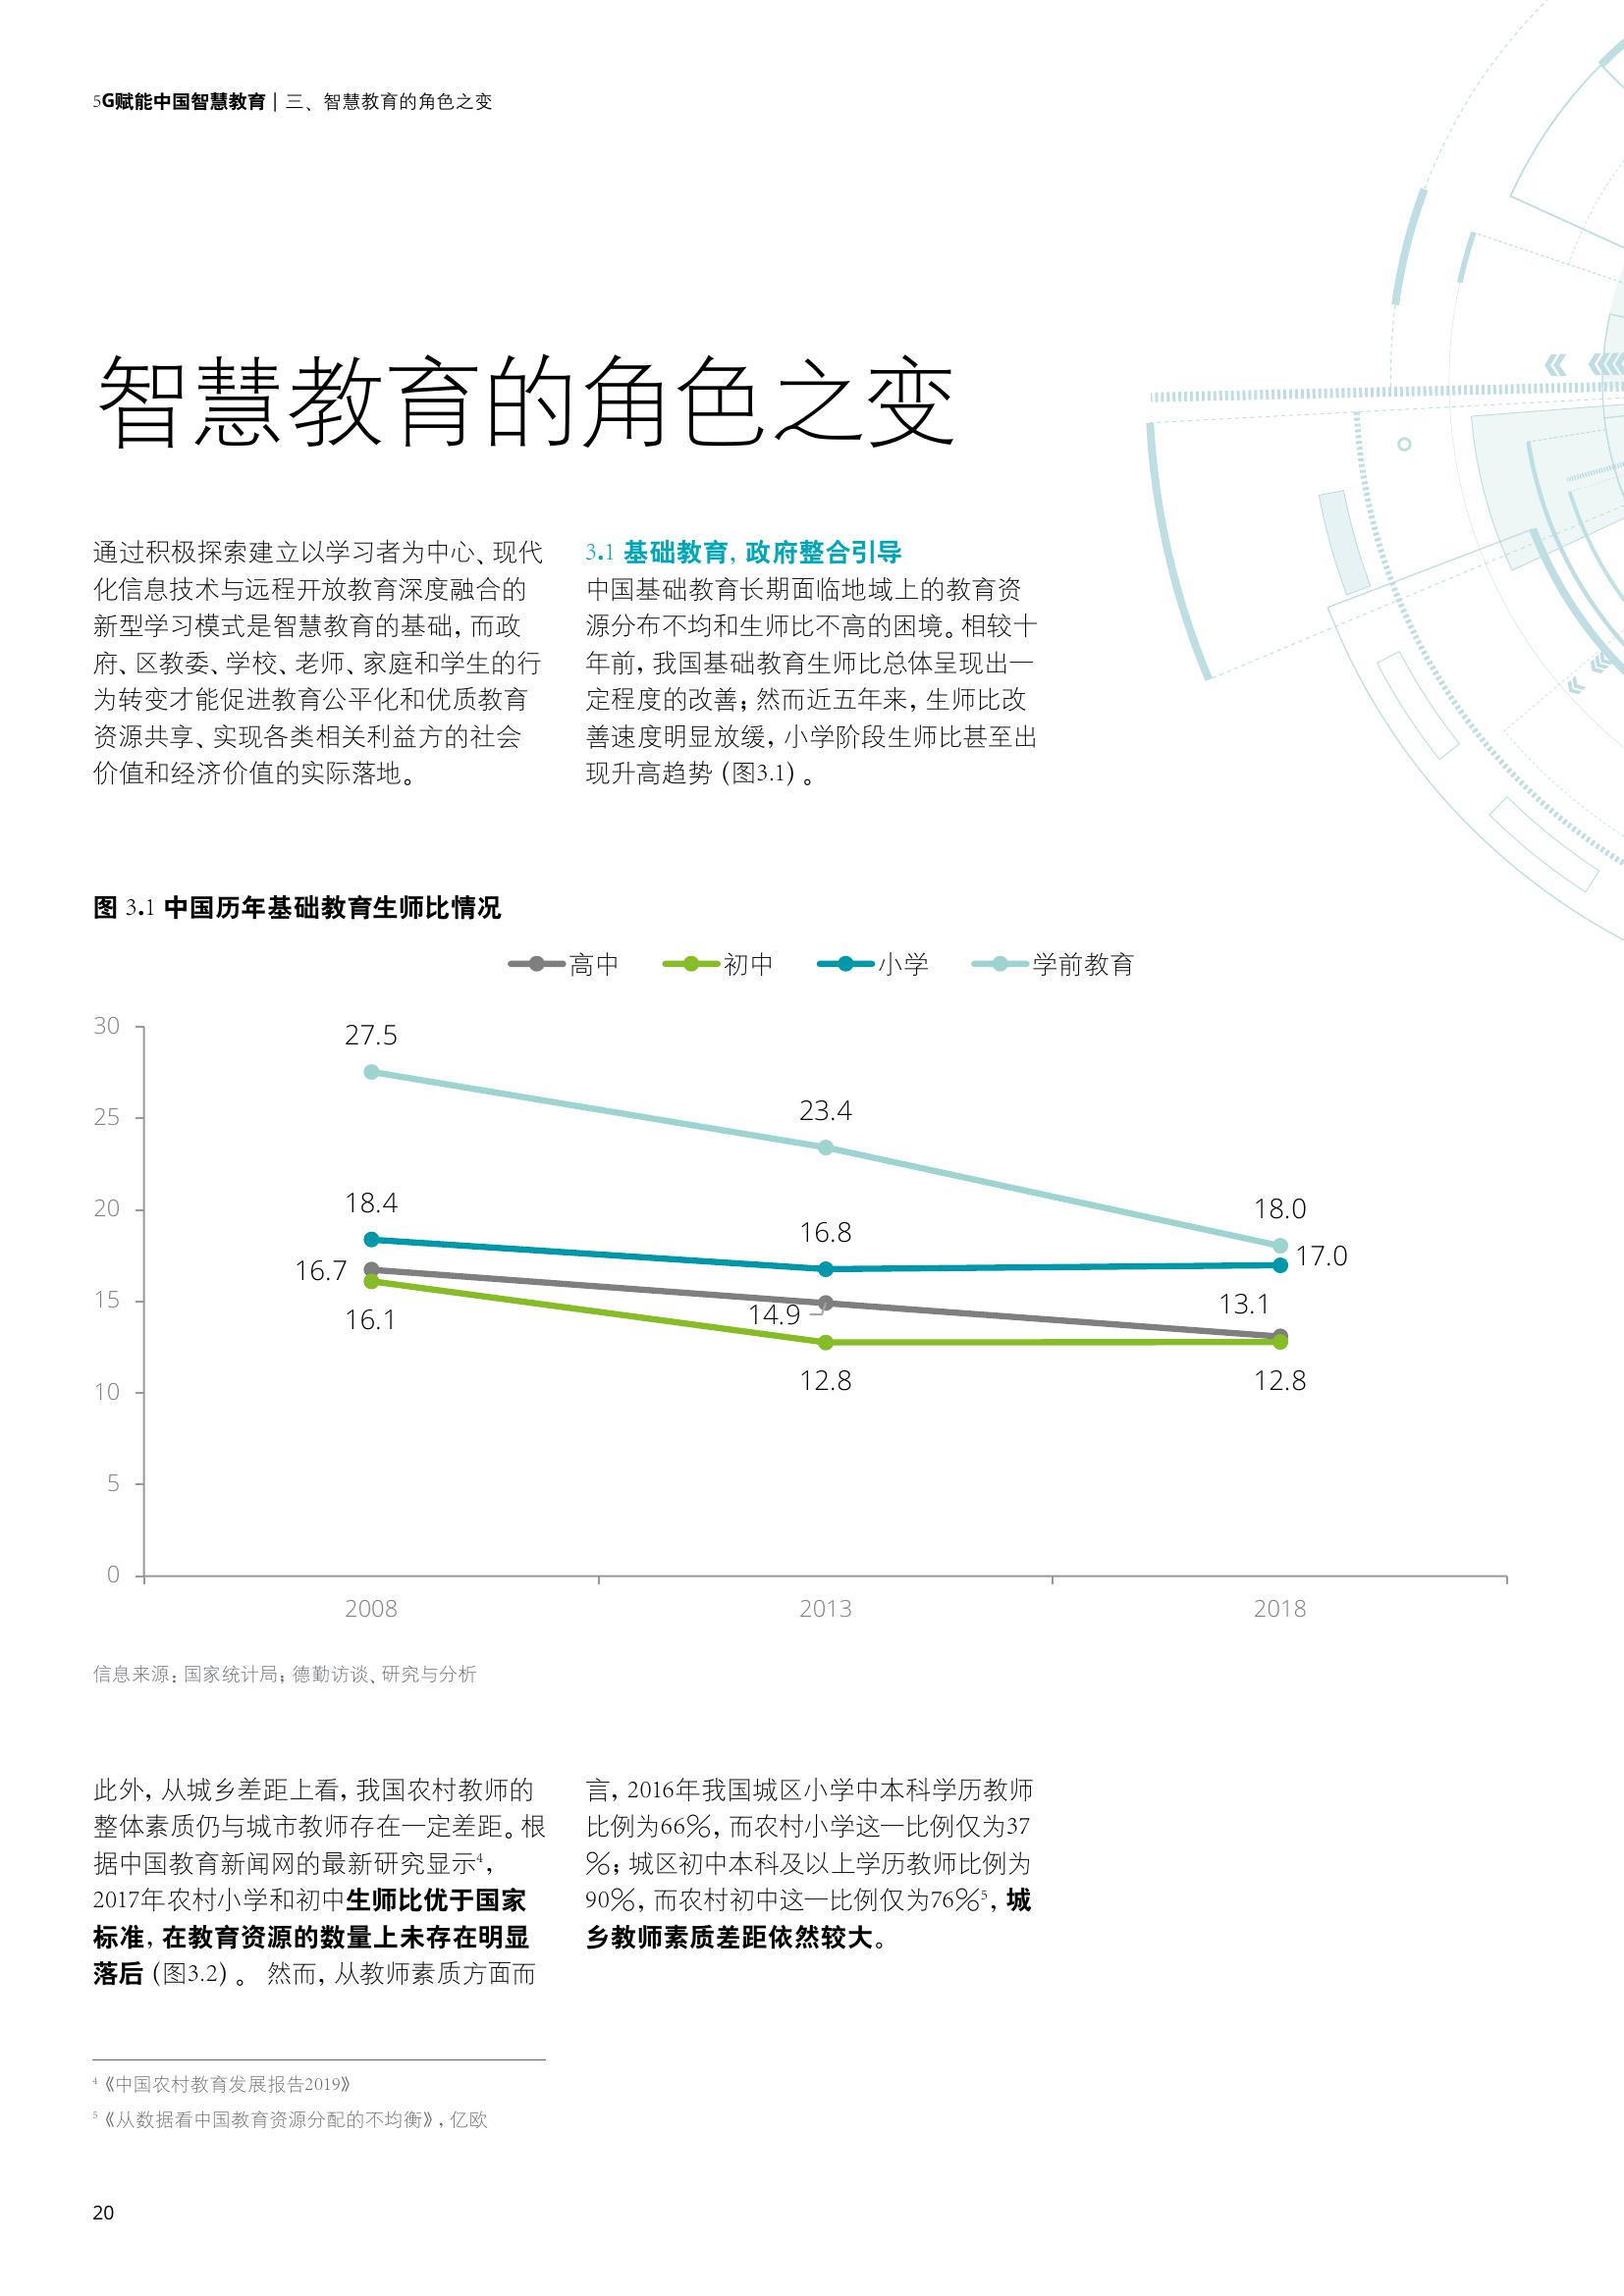 5G赋能中国智慧教育 | 三、智慧教育的角色之变
智慧教育的角色之变
通过积极探索建立以学习者为中心、现代
化信息技术与远程开放教育深度融合的
新型学习模式是智慧教育的基础，而政
府、区教委、学校、老师、家庭和学生的行
为转变才能促进教育公平化和优质教育
资源共享、实现各类相关利益方的社会
价值和经济价值的实际落地。
3.1 基础教育，政府整合引导
中国基础教育长期面临地域上的教育资
源分布不均和生师比不高的困境。相较十
年前，我国基础教育生师比总体呈现出一
定程度的改善；然而近五年来，生师比改
善速度明显放缓，小学阶段生师比甚至出
现升高趋势（图3.1）。
图 3.1 中国历年基础教育生师比情况
高中 初中 小学 学前教育
30
25
20
15
10
5
0
27.5
23.4
18.0
18.4
16.8
17.0
16.7
14.9
13.1
16.1
12.8
12.8
2008 2013 2018
信息来源：国家统计局；德勤访谈、研究与分析
此外，从城乡差距上看，我国农村教师的
整体素质仍与城市教师存在一定差距。根
据中国教育新闻网的最新研究显示4，
2017年农村小学和初中生师比优于国家
标准，在教育资源的数量上未存在明显
落后（图3.2）。 然而，从教师素质方面而
言，2016年我国城区小学中本科学历教师
比例为66%，而农村小学这一比例仅为37
%；城区初中本科及以上学历教师比例为
90%，而农村初中这一比例仅为76%5，城
乡教师素质差距依然较大。
4《中国农村教育发展报告2019》
5《从数据看中国教育资源分配的不均衡》，亿欧
20